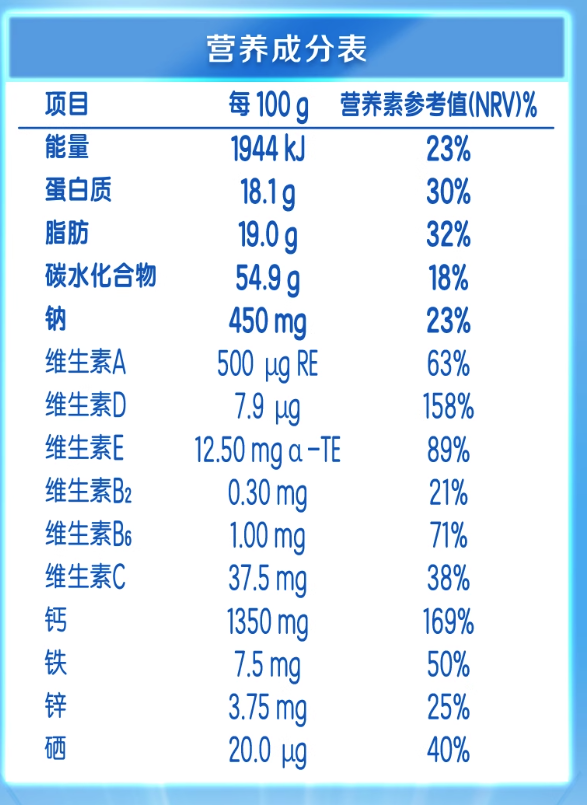 营养成分表
项目 每 100 g 营养素参考值(NRV)%
能量 1944 kJ 23%
蛋白质 18.1 g 30%
脂肪 19.0 g 32%
碳水化合物 54.9 g 18%
钠 450 mg 23%
维生素A 500 μg RE 63%
维生素D 7.9 μg 158%
维生素E 12.50 mg α-TE 89%
维生素B2 0.30 mg 21%
维生素B6 1.00 mg 71%
维生素C 37.5 mg 38%
钙 1350 mg 169%
铁 7.5 mg 50%
锌 3.75 mg 25%
硒 20.0 μg 40%